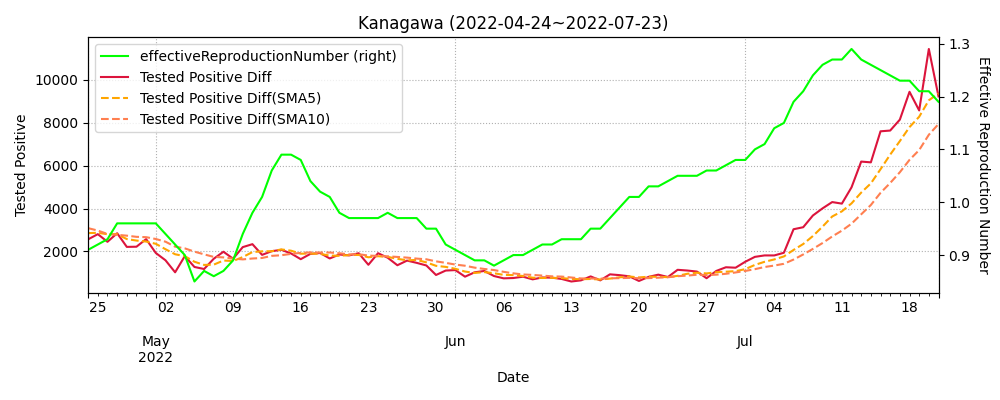 Kanagawa (2022-04-24~2022-07-23)
effectiveReproductionNumber (right)
Tested Positive Diff
Tested Positive Diff(SMA5)
Tested Positive Diff(SMA10)
Tested Positive
10000
8000
6000
4000
2000
1.3
1.2
1.1
1.0
0.9
Effective Reproduction Number
25 02 09 16 23 30 06 13 20 27 04 11 18
May Jun Jul
2022
Date